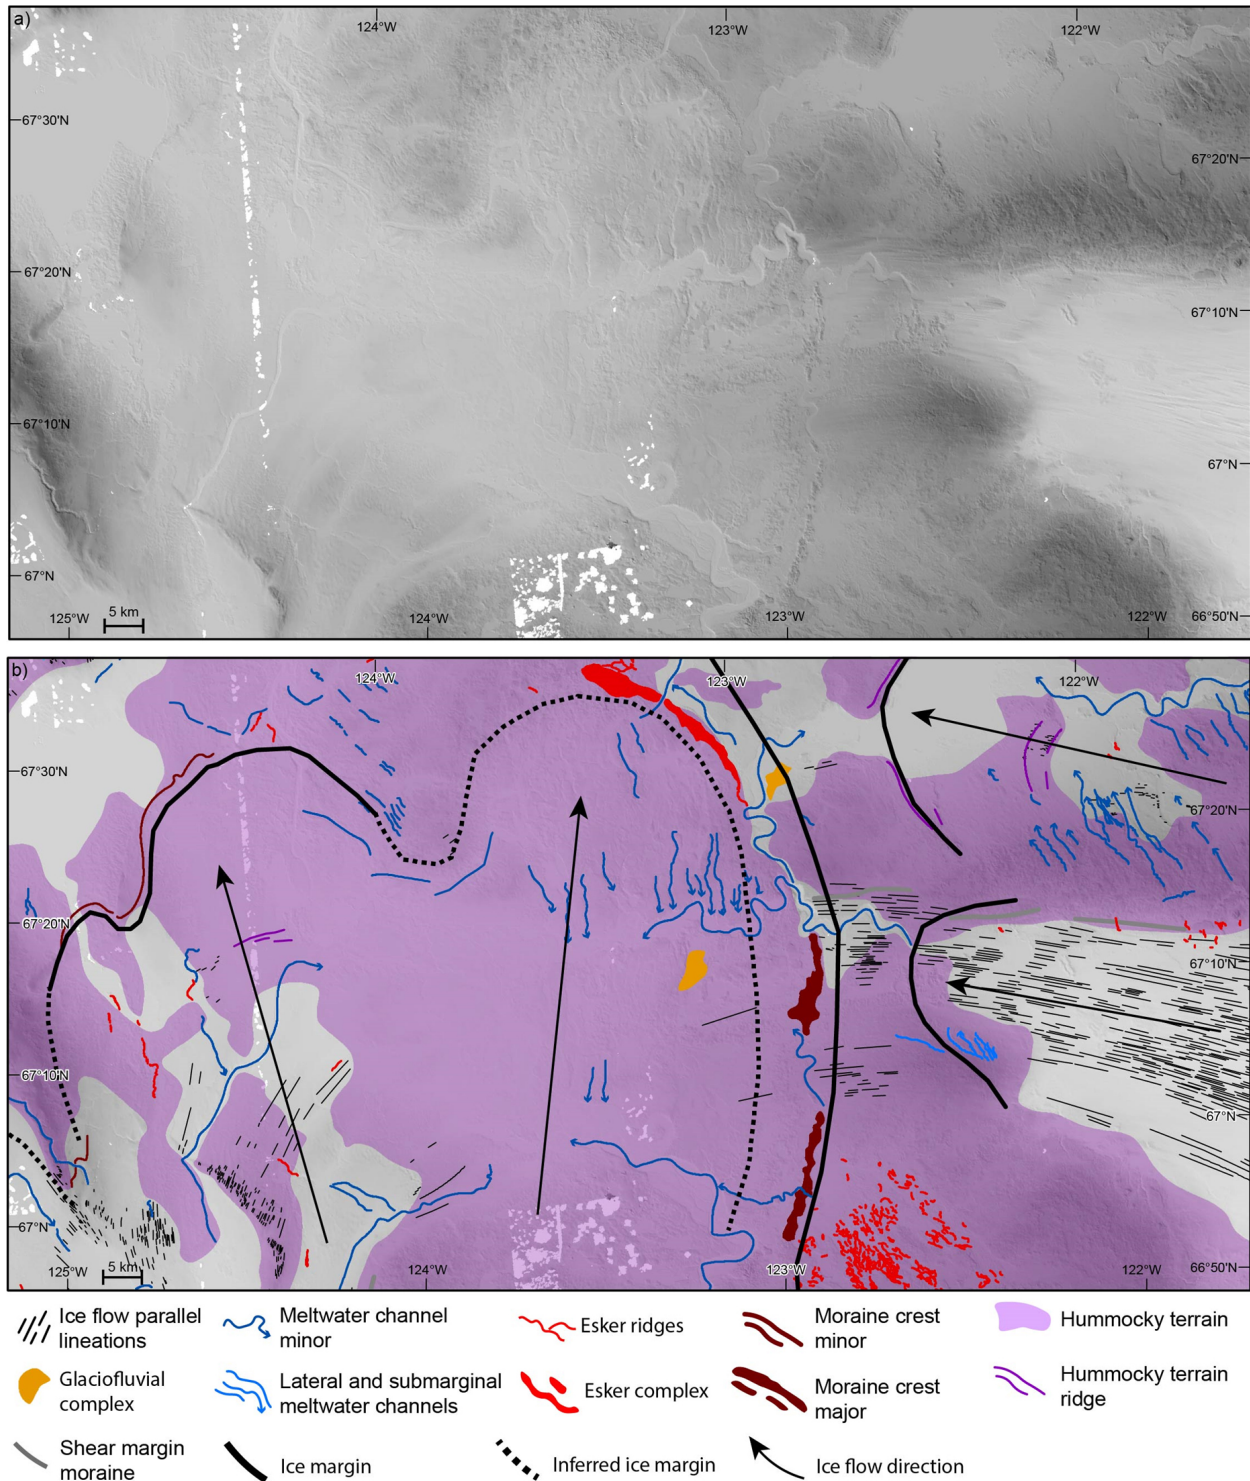 a)
124°W
123°W
122°W
67°30'N
67°20'N
67°20'N
67°10'N
67°10'N
67°N
67°N
5 km
125°W
124°W
123°W
122°W
66°50'N
b)
124°W
123°W
122°W
67°30'N
67°20'N
67°20'N
67°10'N
67°10'N
67°N
67°N
5 km
125°W
124°W
123°W
122°W
66°50'N
Ice flow parallel
lineations
Meltwater channel
minor
Esker ridges
Moraine crest
minor
Hummocky terrain
Glaciofluvial
complex
Lateral and submarginal
meltwater channels
Esker complex
Moraine crest
major
Hummocky terrain
ridge
Shear margin
moraine
Ice margin
Inferred ice margin
Ice flow direction